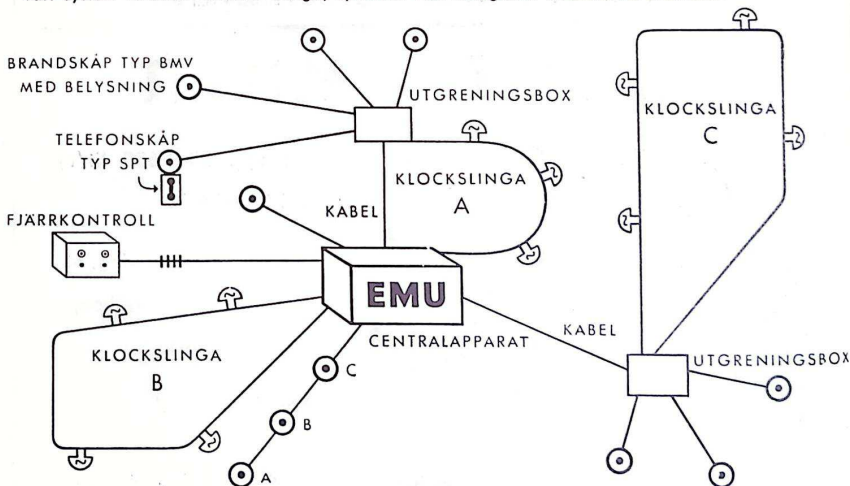 BRANDSKÅP TYP BMV
MED BELYSNING
UTGRENINGSBOX
TELEFONSKÅP
TYP SPT
KLOCKSLINGA
A
KABEL
FJÄRRKONTROLL
EMU
CENTRALAPPARAT
KLOCKSLINGA
B
C
B
A
KLOCKSLINGA
C
KABEL
UTGRENINGSBOX